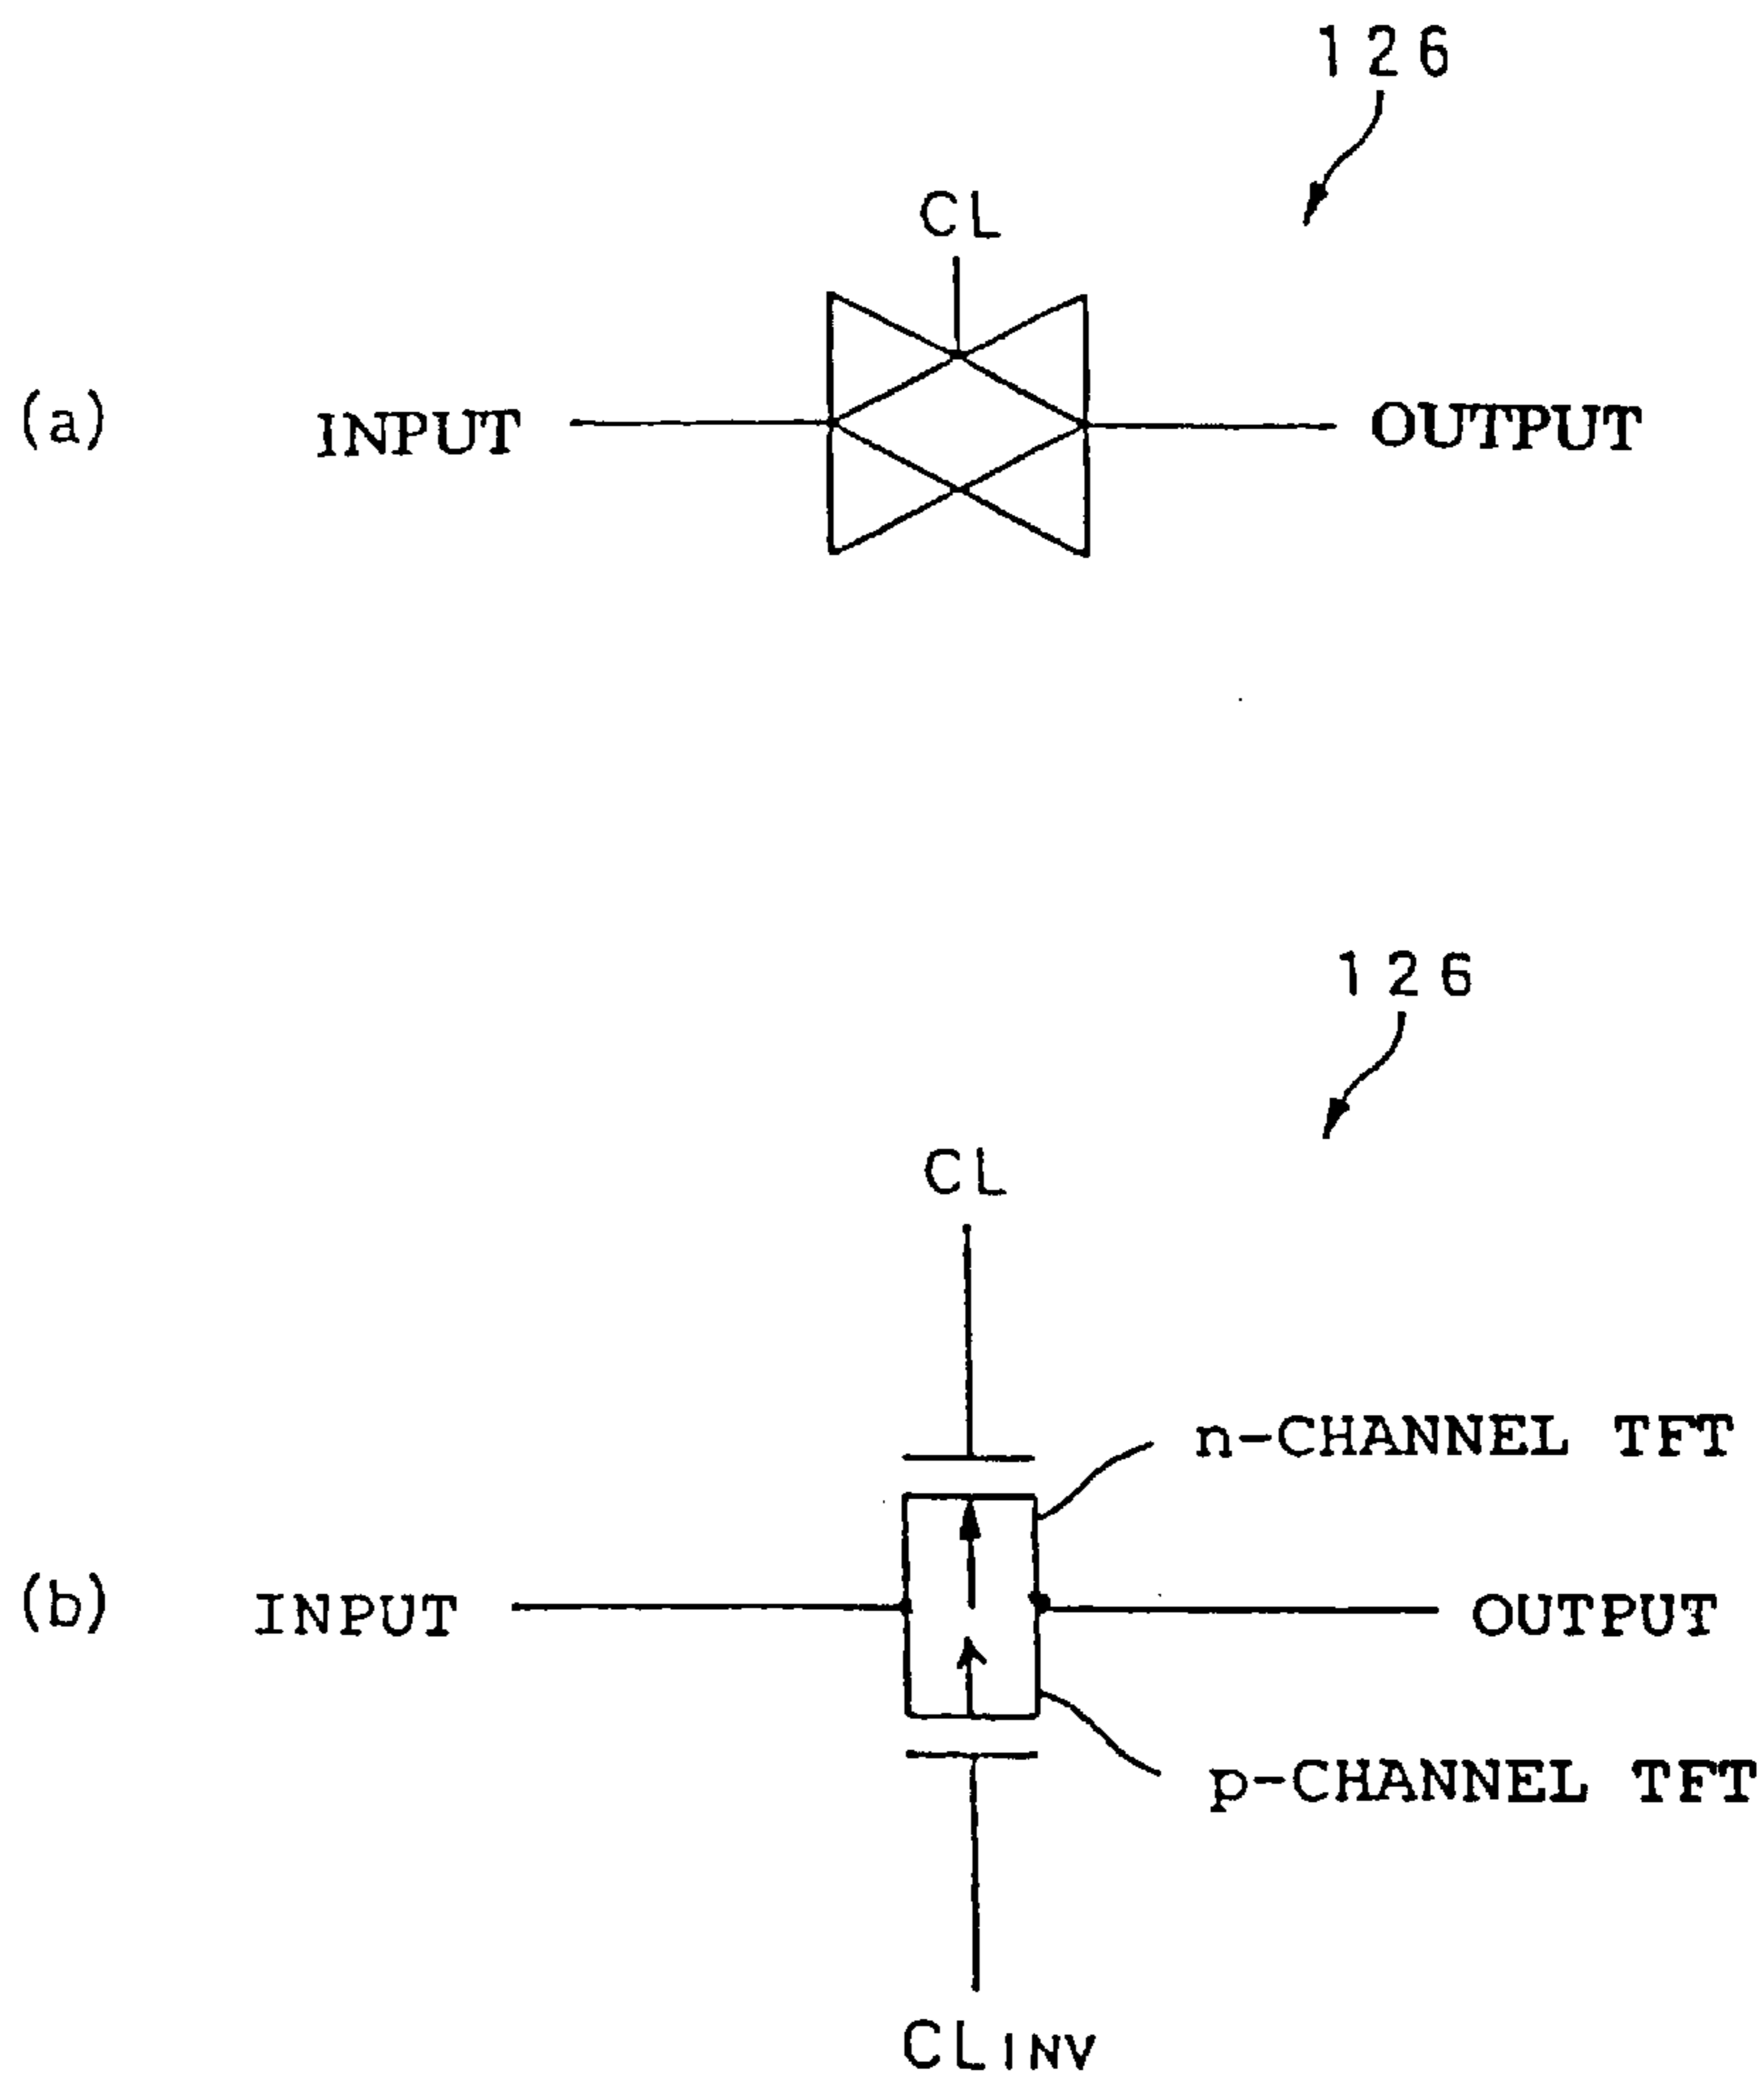 126
CL
(a)
INPUT
OUTPUT
126
CL
n-CHANNEL TFT
(b)
INPUT
OUTPUT
p-CHANNEL TFT
CLINV